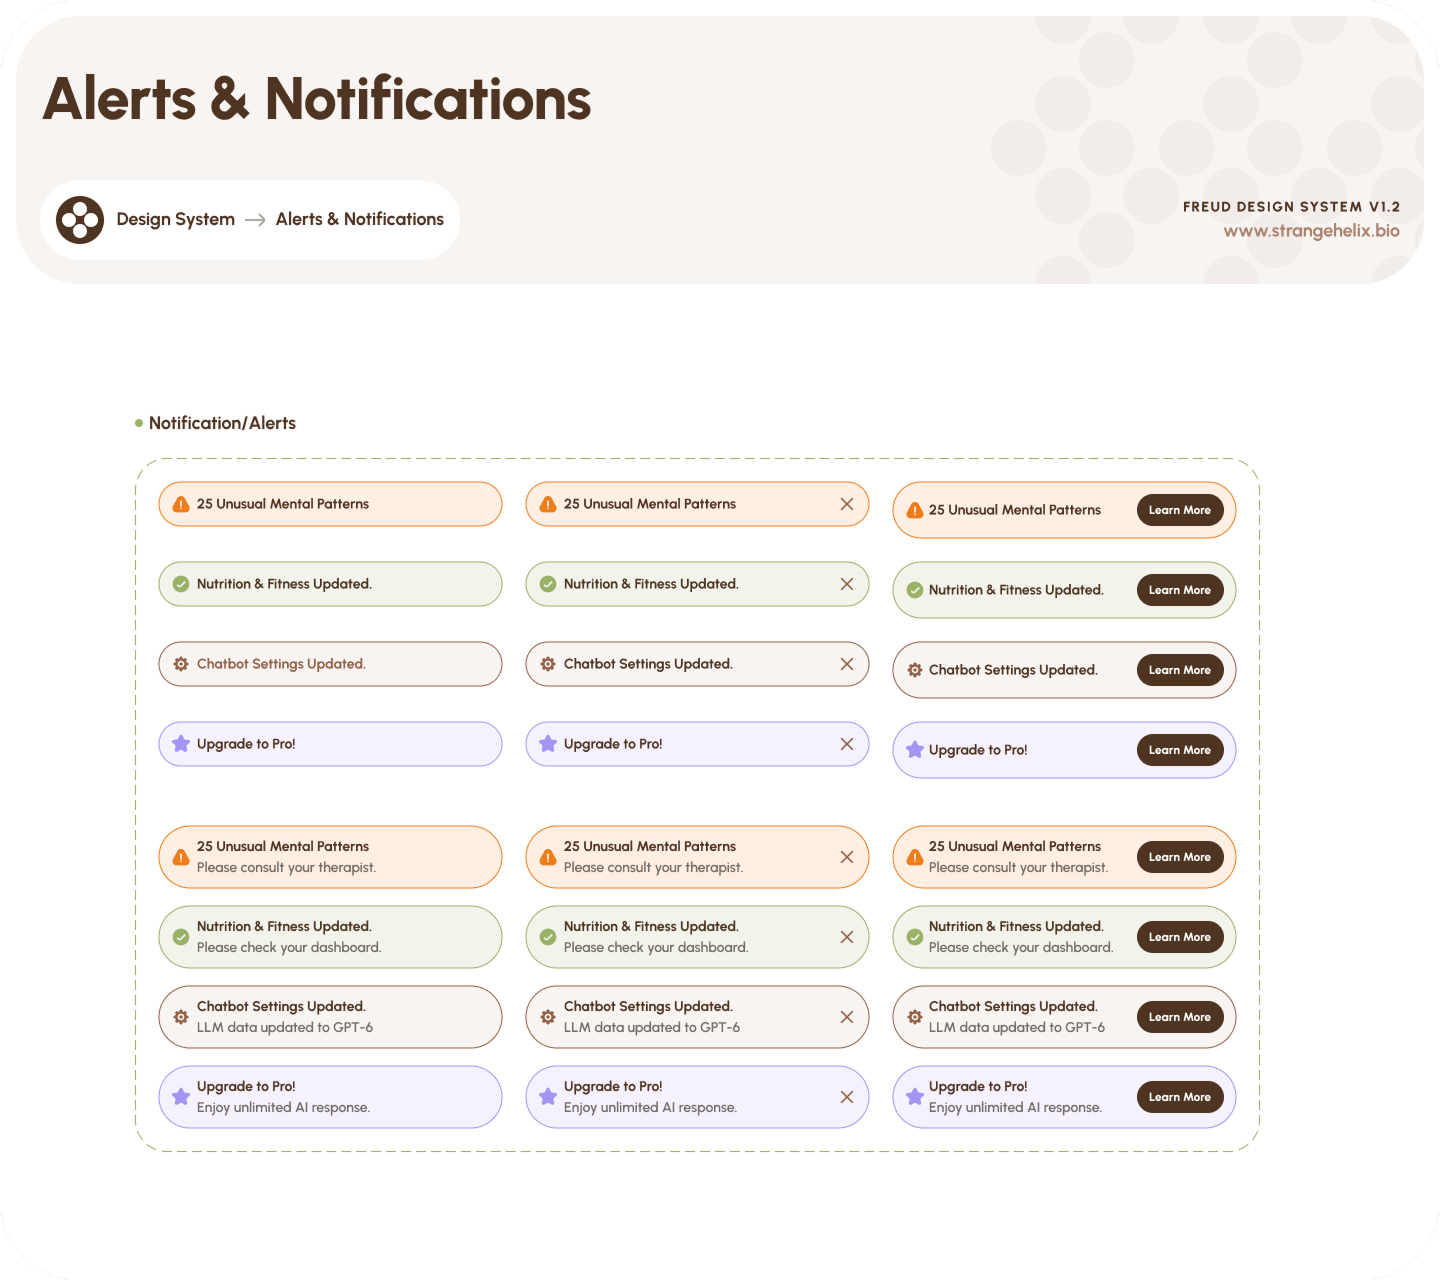 Alerts & Notifications
Design System → Alerts & Notifications
FREUD DESIGN SYSTEM V1.2
www.strangehelix.bio
Notification/Alerts
25 Unusual Mental Patterns
25 Unusual Mental Patterns
25 Unusual Mental Patterns Learn More
Nutrition & Fitness Updated.
Nutrition & Fitness Updated.
Nutrition & Fitness Updated. Learn More
Chatbot Settings Updated.
Chatbot Settings Updated.
Chatbot Settings Updated. Learn More
Upgrade to Pro!
Upgrade to Pro!
Upgrade to Pro! Learn More
25 Unusual Mental Patterns
Please consult your therapist.
25 Unusual Mental Patterns
Please consult your therapist.
25 Unusual Mental Patterns
Please consult your therapist.
Learn More
Nutrition & Fitness Updated.
Please check your dashboard.
Nutrition & Fitness Updated.
Please check your dashboard.
Nutrition & Fitness Updated.
Please check your dashboard.
Learn More
Chatbot Settings Updated.
LLM data updated to GPT-6
Chatbot Settings Updated.
LLM data updated to GPT-6
Chatbot Settings Updated.
LLM data updated to GPT-6
Learn More
Upgrade to Pro!
Enjoy unlimited AI response.
Upgrade to Pro!
Enjoy unlimited AI response.
Upgrade to Pro!
Enjoy unlimited AI response.
Learn More